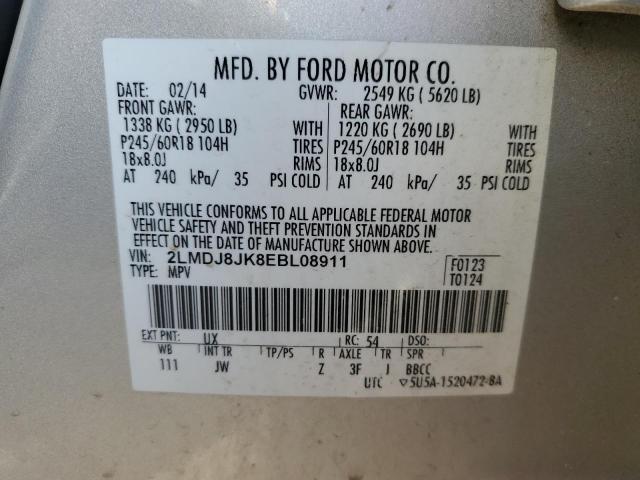 MFD. BY FORD MOTOR CO.
DATE: 02/14 GVWR: 2549 KG ( 5620 LB)
FRONT GAWR: REAR GAWR:
1338 KG ( 2950 LB) WITH 1220 KG ( 2690 LB) WITH
P245/60R18 104H TIRES P245/60R18 104H TIRES
18x8.0J RIMS 18x8.0J RIMS
AT 240 kPa/ 35 PSI COLD AT 240 kPa/ 35 PSI COLD
THIS VEHICLE CONFORMS TO ALL APPLICABLE FEDERAL MOTOR
VEHICLE SAFETY AND THEFT PREVENTION STANDARDS IN
EFFECT ON THE DATE OF MANUFACTURE SHOWN ABOVE.
VIN: 2LMDJ8JK8EBL08911 F0123
TYPE: MPV T0124
EXT PNT: UX RC: 54 DSO:
WB INT TR TP/PS R AXLE TR SPR
111 JW Z 3F J BBCC
UTC ▽5U5A-1520472-BA